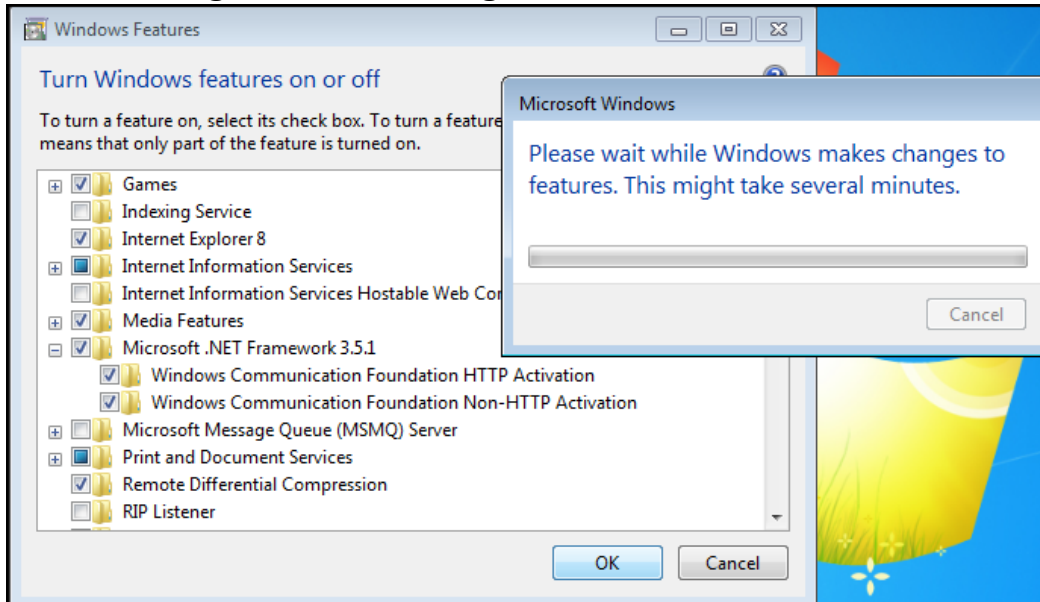 Windows Features
Turn Windows features on or off
To turn a feature on, select its check box. To turn a feature
means that only part of the feature is turned on.
Games
Indexing Service
Internet Explorer 8
Internet Information Services
Internet Information Services Hostable Web
Media Features
Microsoft .NET Framework 3.5.1
Windows Communication Foundation HTTP Activation
Windows Communication Foundation Non-HTTP Activation
Microsoft Message Queue (MSMQ) Server
Print and Document Services
Remote Differential Compression
RIP Listener
OK
Cancel
Microsoft Windows
Please wait while Windows makes changes to
features. This might take several minutes.
Cancel